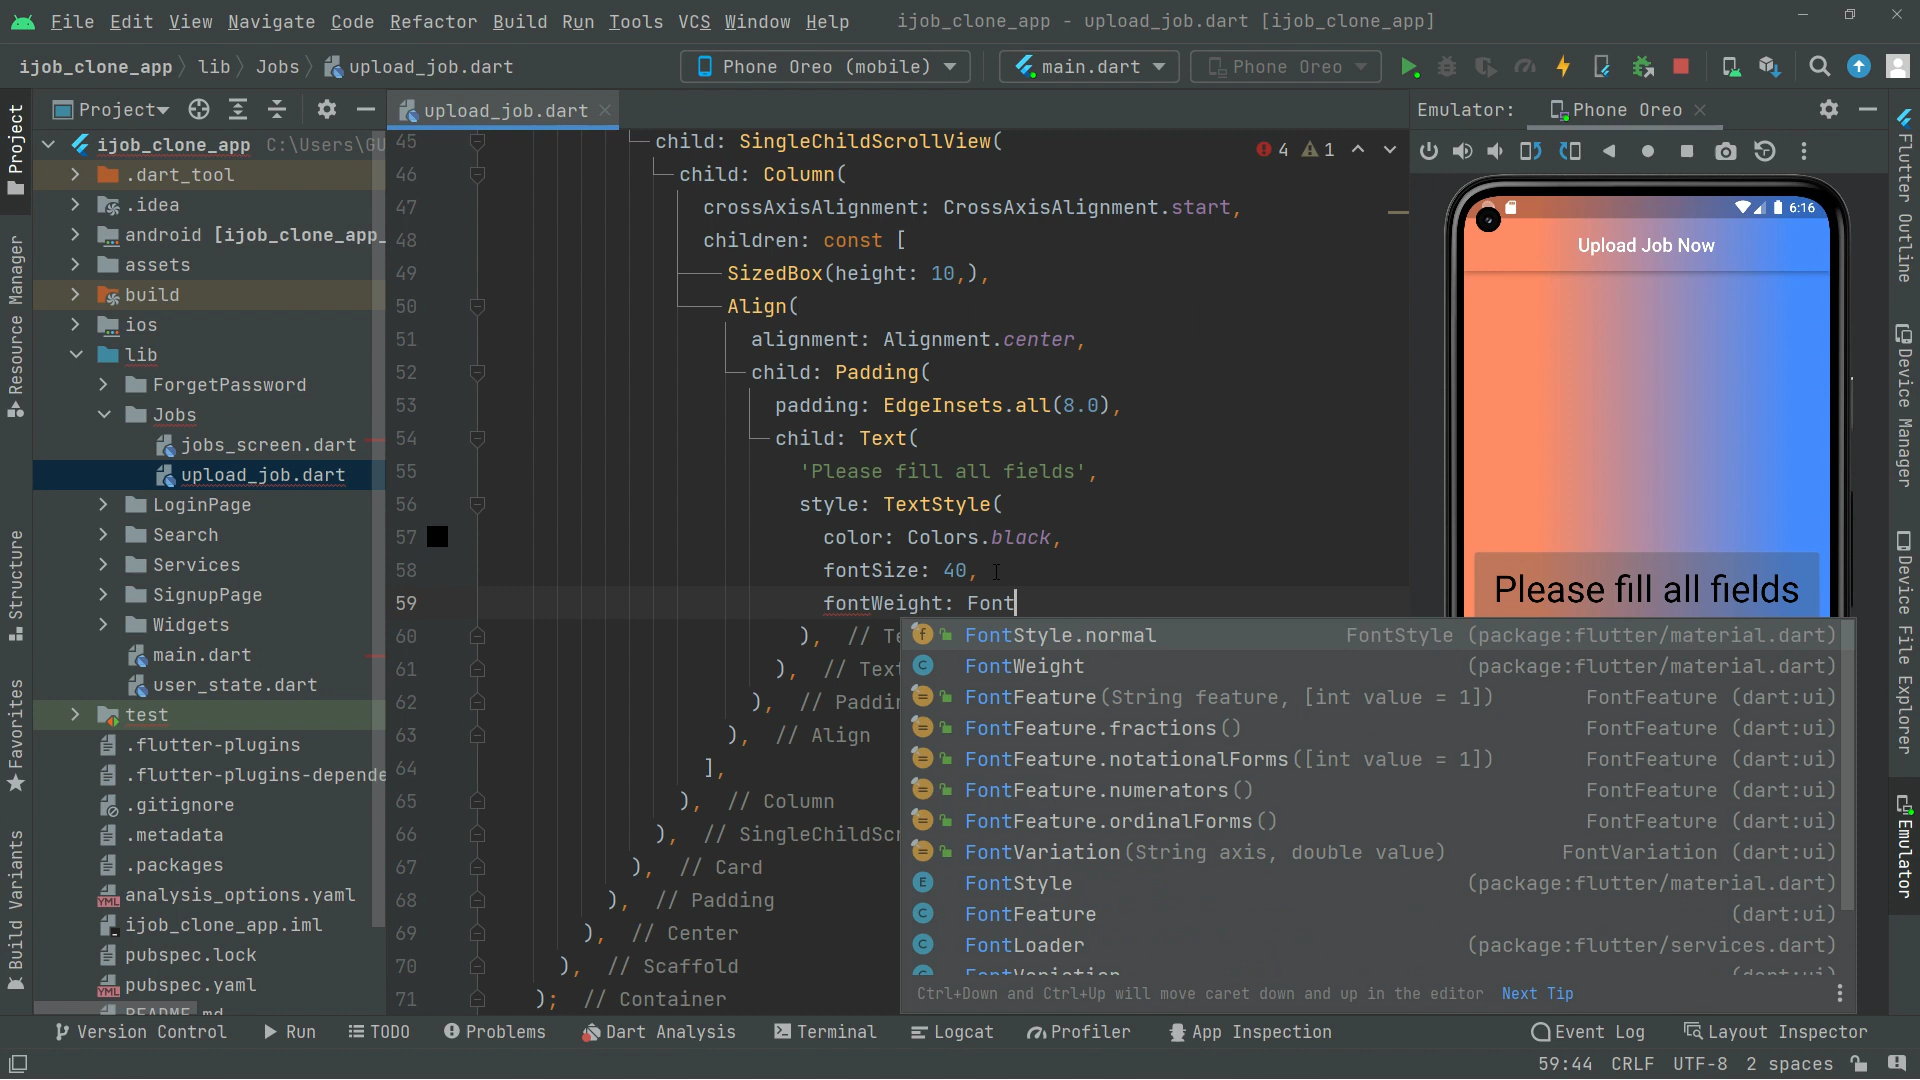 File Edit View Navigate Code Refactor Build Run Tools VCS Window Help ijob_clone_app - upload_job.dart [ijob_clone_app]
ijob_clone_app lib Jobs upload_job.dart Phone Oreo (mobile) main.dart Phone Oreo
Project upload_job.dart Emulator: Phone Oreo
ijob_clone_app C:\Users\GU
.dart_tool
.idea
android [ijob_clone_app_
assets
build
ios
lib
ForgetPassword
Jobs
jobs_screen.dart
upload_job.dart
LoginPage
Search
Services
SignupPage
Widgets
main.dart
user_state.dart
test
.flutter-plugins
.flutter-plugins-depende
.gitignore
.metadata
.packages
analysis_options.yaml
ijob_clone_app.iml
pubspec.lock
pubspec.yaml
README.md
Project
Resource Manager
Structure
Favorites
Build Variants
45 child: SingleChildScrollView(
4 1
46 child: Column(
47 crossAxisAlignment: CrossAxisAlignment.start,
48 children: const [
49 SizedBox(height: 10,),
50 Align(
51 alignment: Alignment.center,
52 child: Padding(
53 padding: EdgeInsets.all(8.0),
54 child: Text(
55 'Please fill all fields',
56 style: TextStyle(
57 color: Colors.black,
58 fontSize: 40,
59 fontWeight: Font
60 ), // Te
61 ), // Text
62 ), // Paddin
63 ), // Align
64 ],
65 ), // Column
66 ), // SingleChildScr
67 ), // Card
68 ), // Padding
69 ), // Center
70 ), // Scaffold
71 ); // Container
FontStyle.normal FontStyle (package:flutter/material.dart)
FontWeight (package:flutter/material.dart)
FontFeature(String feature, [int value = 1]) FontFeature (dart:ui)
FontFeature.fractions() FontFeature (dart:ui)
FontFeature.notationalForms([int value = 1]) FontFeature (dart:ui)
FontFeature.numerators() FontFeature (dart:ui)
FontFeature.ordinalForms() FontFeature (dart:ui)
FontVariation(String axis, double value) FontVariation (dart:ui)
FontStyle (package:flutter/material.dart)
FontFeature (dart:ui)
FontLoader (package:flutter/services.dart)
FontVariation (dart:ui)
Ctrl+Down and Ctrl+Up will move caret down and up in the editor Next Tip
6:16
Upload Job Now
Please fill all fields
Flutter Outline
Device Manager
Device File Explorer
Emulator
Version Control Run TODO Problems Dart Analysis Terminal Logcat Profiler App Inspection Event Log Layout Inspector
59:44 CRLF UTF-8 2 spaces